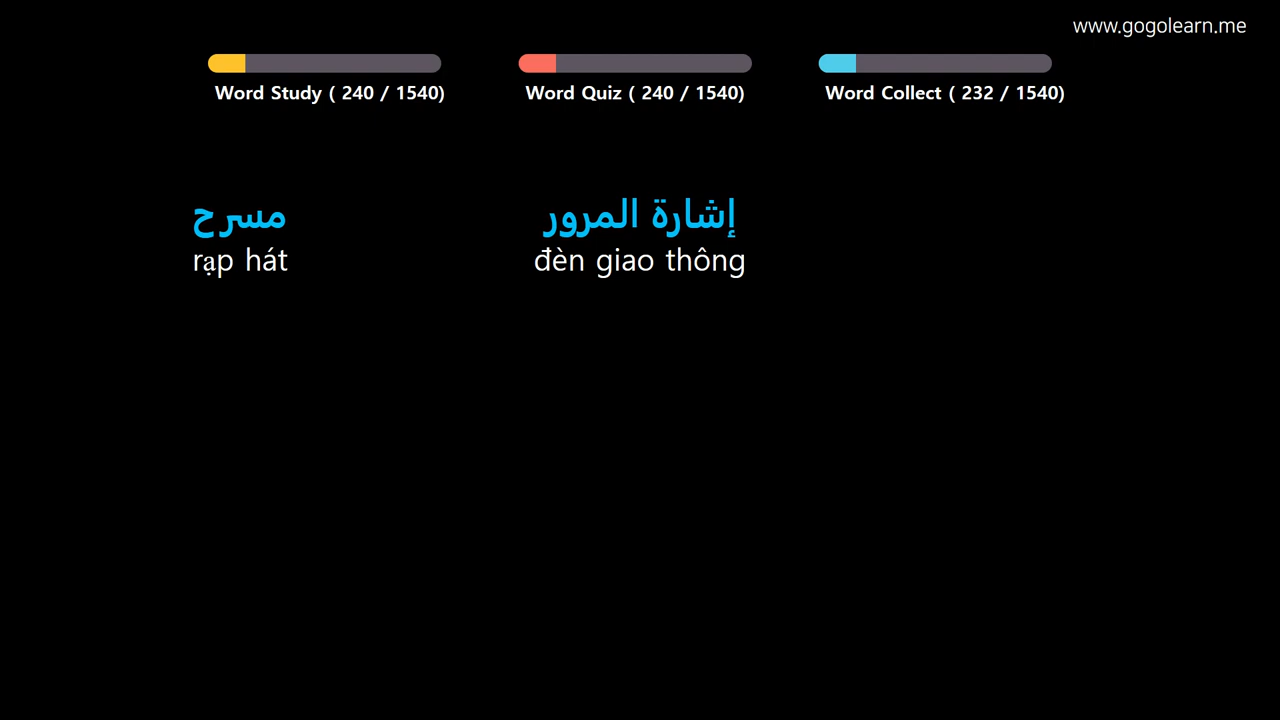 www.gogolearn.me
Word Study ( 240 / 1540)
Word Quiz ( 240 / 1540)
Word Collect ( 232 / 1540)
مسرح
rạp hát
إشارة المرور
đèn giao thông